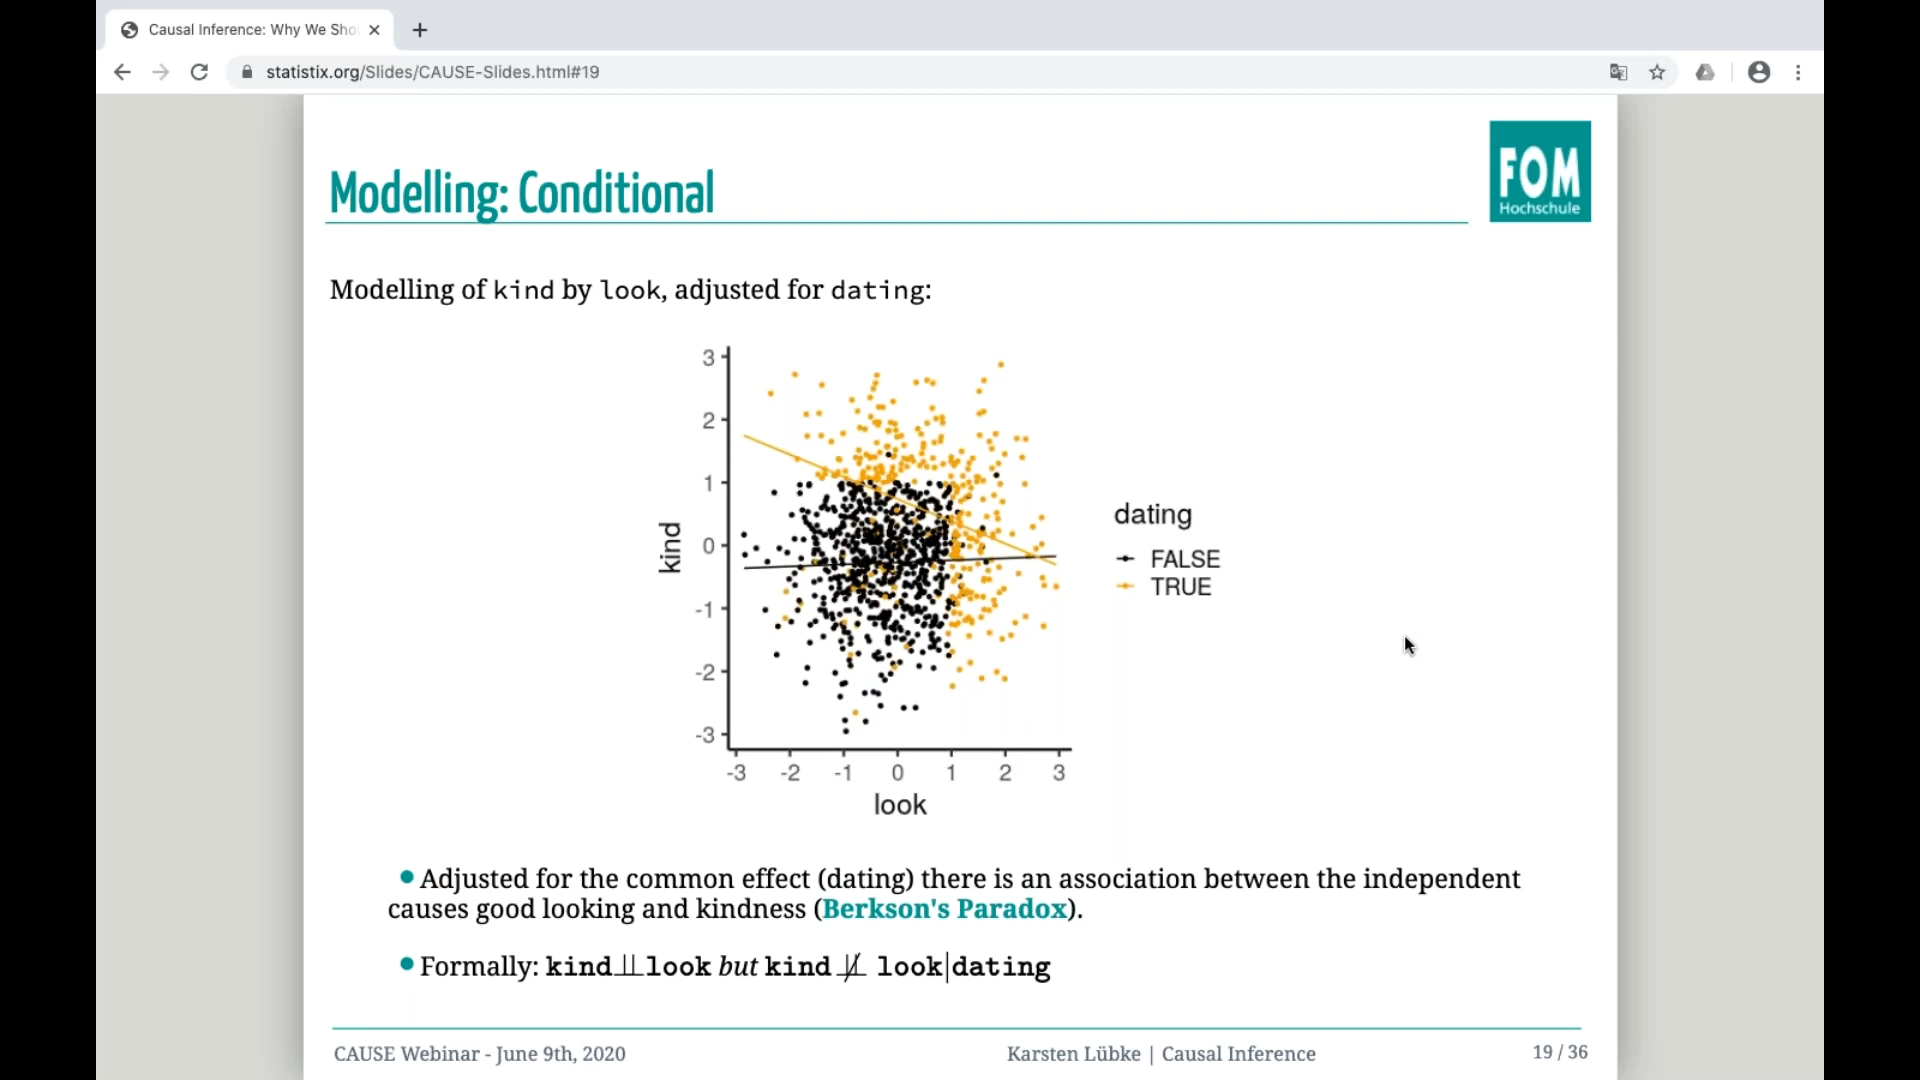 Causal Inference: Why We Sho
statistix.org/Slides/CAUSE-Slides.html#19
FOM
Hochschule
Modelling: Conditional
Modelling of kind by look, adjusted for dating:
3
2
1
0
-1
-2
-3
kind
-3 -2 -1 0 1 2 3
look
dating
FALSE
TRUE
Adjusted for the common effect (dating) there is an association between the independent
causes good looking and kindness (Berkson's Paradox).
Formally: kind⫫look but kind ⫫̸ look|dating
CAUSE Webinar - June 9th, 2020
Karsten Lübke | Causal Inference
19 / 36